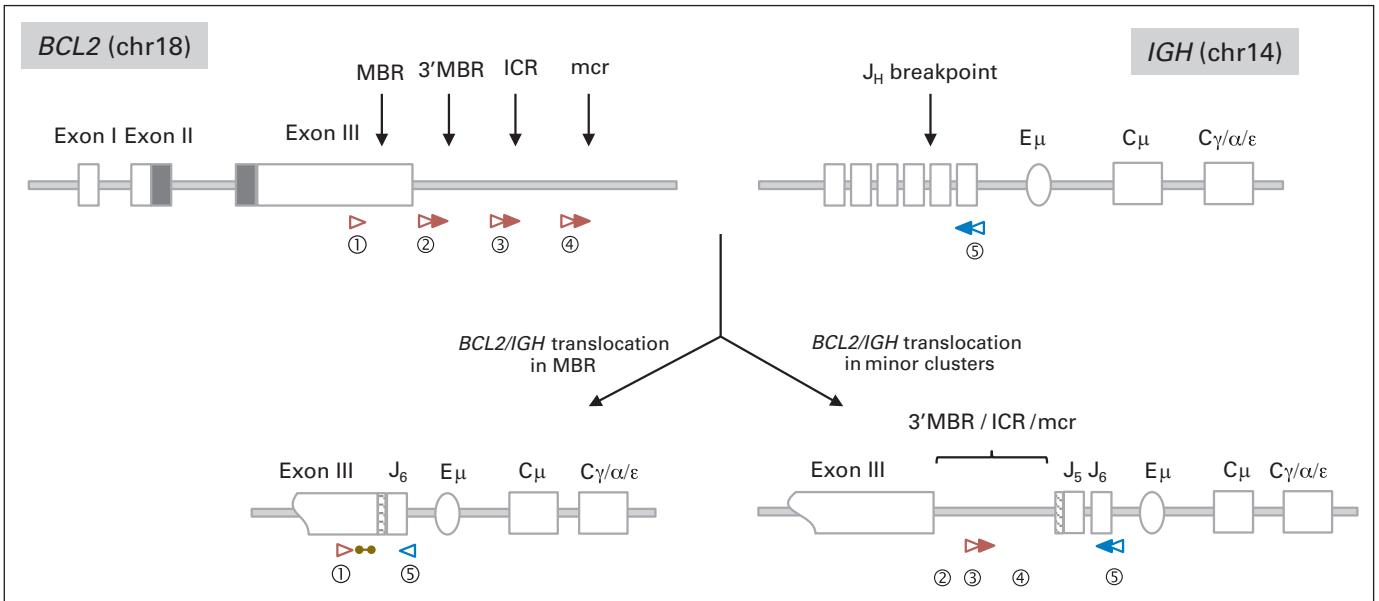 BCL2 (chr18)
IGH (chr14)
MBR 3’MBR ICR mcr
J_H breakpoint
Exon I Exon II Exon III
Eμ Cμ Cγ/α/ε
① ② ③ ④
⑤
BCL2/IGH translocation
in MBR
BCL2/IGH translocation
in minor clusters
3’MBR / ICR /mcr
Exon III J₆ Eμ Cμ Cγ/α/ε
Exon III J₅ J₆ Eμ Cμ Cγ/α/ε
① ⑤
② ③ ④ ⑤